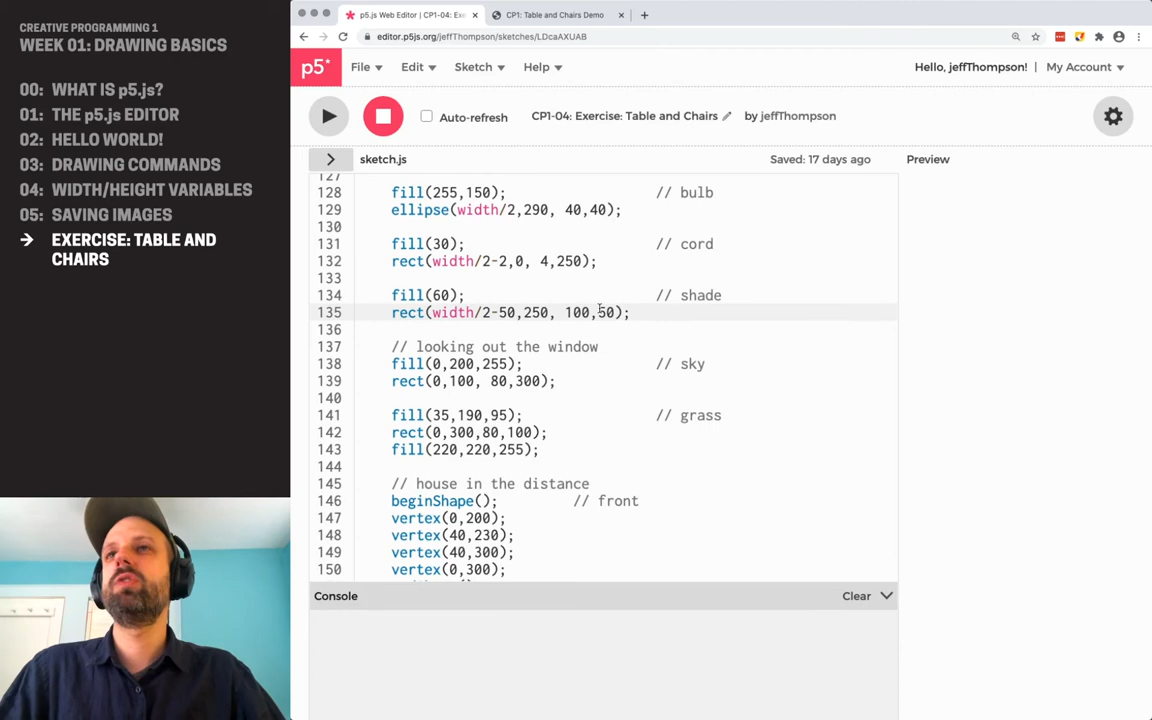 CREATIVE PROGRAMMING 1
WEEK 01: DRAWING BASICS
00: WHAT IS p5.js?
01: THE p5.js EDITOR
02: HELLO WORLD!
03: DRAWING COMMANDS
04: WIDTH/HEIGHT VARIABLES
05: SAVING IMAGES
→ EXERCISE: TABLE AND
CHAIRS
p5.js Web Editor | CP1-04: Exe
CP1: Table and Chairs Demo
editor.p5js.org/jeffThompson/sketches/LDcaAXUAB
p5* File Edit Sketch Help Hello, jeffThompson! | My Account
Auto-refresh CP1-04: Exercise: Table and Chairs by jeffThompson
> sketch.js Saved: 17 days ago Preview
127
128 fill(255,150); // bulb
129 ellipse(width/2,290, 40,40);
130
131 fill(30); // cord
132 rect(width/2-2,0, 4,250);
133
134 fill(60); // shade
135 rect(width/2-50,250, 100,50);
136
137 // looking out the window
138 fill(0,200,255); // sky
139 rect(0,100, 80,300);
140
141 fill(35,190,95); // grass
142 rect(0,300,80,100);
143 fill(220,220,255);
144
145 // house in the distance
146 beginShape(); // front
147 vertex(0,200);
148 vertex(40,230);
149 vertex(40,300);
150 vertex(0,300);
Console Clear